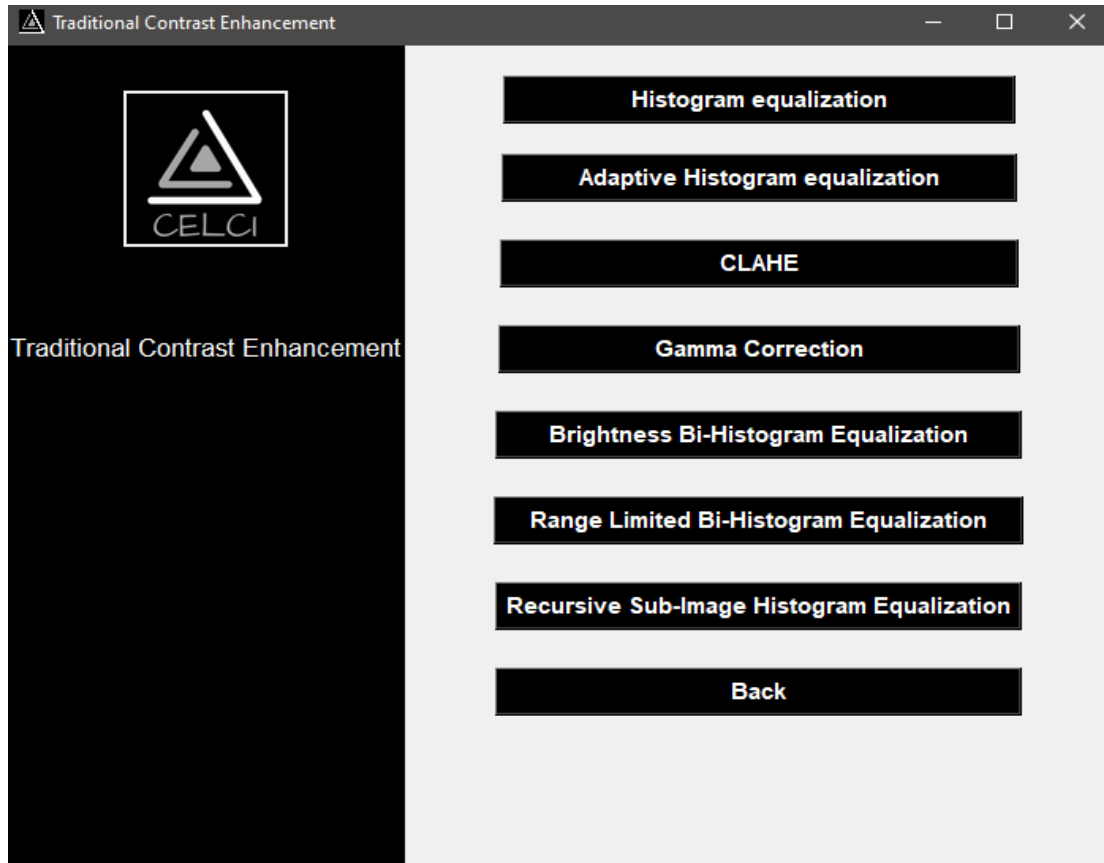 Traditional Contrast Enhancement
CELCI
Traditional Contrast Enhancement
Histogram equalization
Adaptive Histogram equalization
CLAHE
Gamma Correction
Brightness Bi-Histogram Equalization
Range Limited Bi-Histogram Equalization
Recursive Sub-Image Histogram Equalization
Back